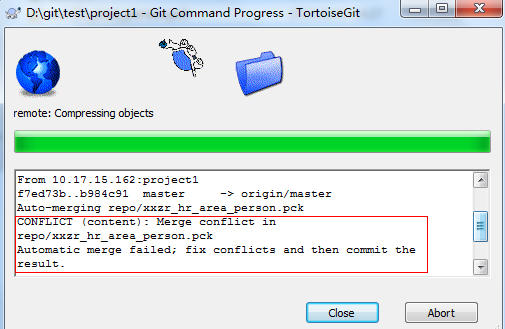 D:\git\test\project1 - Git Command Progress - TortoiseGit
remote: Compressing objects
From 10.17.15.162:project1
f7ed73b..b984c91  master     -> origin/master
Auto-merging repo/xxzr_hr_area_person.pck
CONFLICT (content): Merge conflict in
repo/xxzr_hr_area_person.pck
Automatic merge failed; fix conflicts and then commit the
result.
Close
Abort